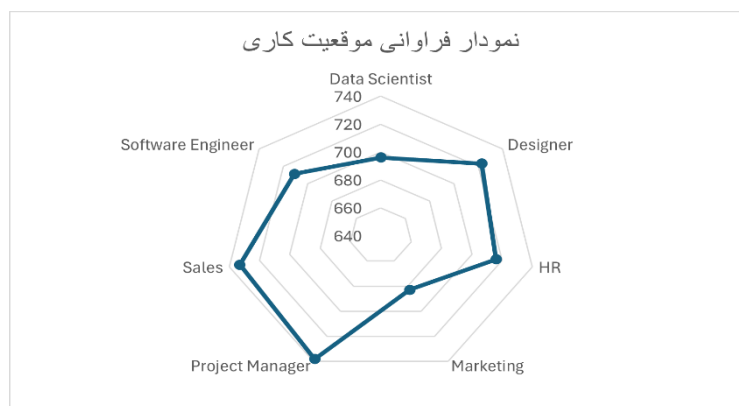 نمودار فراوانی موقعیت کاری
Data Scientist
740
720
700
680
660
640
Designer
Software Engineer
HR
Sales
Marketing
Project Manager